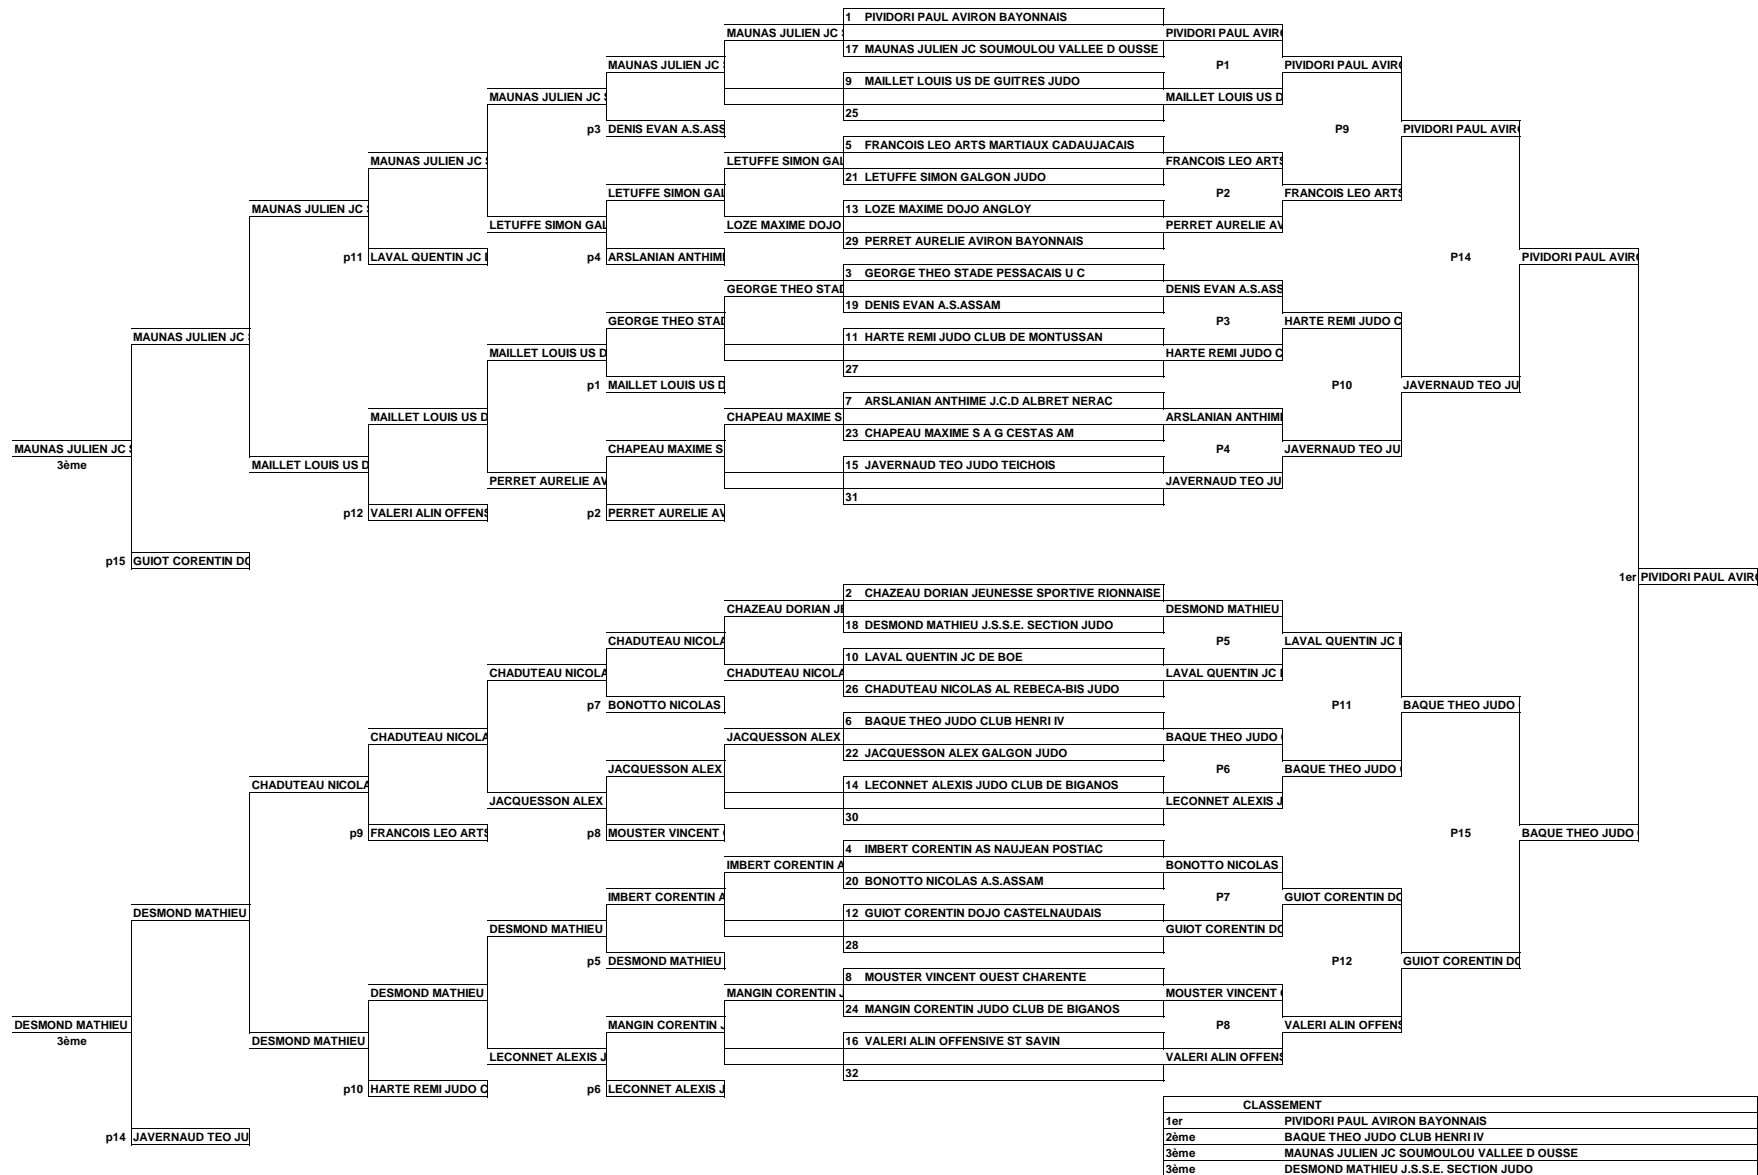 1 PIVIDORI PAUL AVIRON BAYONNAIS
MAUNAS JULIEN JC S PIVIDORI PAUL AVIRO
17 MAUNAS JULIEN JC SOUMOULOU VALLEE D OUSSE
MAUNAS JULIEN JC S P1 PIVIDORI PAUL AVIRO
9 MAILLET LOUIS US DE GUITRES JUDO
MAUNAS JULIEN JC S MAILLET LOUIS US D
25
p3 DENIS EVAN A.S.ASS P9 PIVIDORI PAUL AVIRO
5 FRANCOIS LEO ARTS MARTIAUX CADAUJACAIS
MAUNAS JULIEN JC S LETUFFE SIMON GAL FRANCOIS LEO ARTS
21 LETUFFE SIMON GALGON JUDO
LETUFFE SIMON GAL P2 FRANCOIS LEO ARTS
MAUNAS JULIEN JC S 13 LOZE MAXIME DOJO ANGLOY
LETUFFE SIMON GAL LOZE MAXIME DOJO PERRET AURELIE AV
29 PERRET AURELIE AVIRON BAYONNAIS
p11 LAVAL QUENTIN JC D p4 ARSLANIAN ANTHIME P14 PIVIDORI PAUL AVIRO
3 GEORGE THEO STADE PESSACAIS U C
GEORGE THEO STAD DENIS EVAN A.S.ASS
19 DENIS EVAN A.S.ASSAM
GEORGE THEO STAD P3 HARTE REMI JUDO C
MAUNAS JULIEN JC S 11 HARTE REMI JUDO CLUB DE MONTUSSAN
MAILLET LOUIS US D HARTE REMI JUDO C
27
p1 MAILLET LOUIS US D P10 JAVERNAUD TEO JU
7 ARSLANIAN ANTHIME J.C.D ALBRET NERAC
MAILLET LOUIS US D CHAPEAU MAXIME S ARSLANIAN ANTHIME
23 CHAPEAU MAXIME S A G CESTAS AM
MAUNAS JULIEN JC S CHAPEAU MAXIME S P4 JAVERNAUD TEO JU
3ème MAILLET LOUIS US D 15 JAVERNAUD TEO JUDO TEICHOIS
PERRET AURELIE AV JAVERNAUD TEO JU
31
p12 VALERI ALIN OFFENS p2 PERRET AURELIE AV
p15 GUIOT CORENTIN DO
1er PIVIDORI PAUL AVIRO
2 CHAZEAU DORIAN JEUNESSE SPORTIVE RIONNAISE
CHAZEAU DORIAN JE DESMOND MATHIEU
18 DESMOND MATHIEU J.S.S.E. SECTION JUDO
CHADUTEAU NICOLA P5 LAVAL QUENTIN JC D
10 LAVAL QUENTIN JC DE BOE
CHADUTEAU NICOLA CHADUTEAU NICOLA LAVAL QUENTIN JC D
26 CHADUTEAU NICOLAS AL REBECA-BIS JUDO
p7 BONOTTO NICOLAS P11 BAQUE THEO JUDO
6 BAQUE THEO JUDO CLUB HENRI IV
CHADUTEAU NICOLA JACQUESSON ALEX BAQUE THEO JUDO C
22 JACQUESSON ALEX GALGON JUDO
JACQUESSON ALEX P6 BAQUE THEO JUDO C
CHADUTEAU NICOLA 14 LECONNET ALEXIS JUDO CLUB DE BIGANOS
JACQUESSON ALEX LECONNET ALEXIS J
30
p9 FRANCOIS LEO ARTS p8 MOUSTER VINCENT O P15 BAQUE THEO JUDO C
4 IMBERT CORENTIN AS NAUJEAN POSTIAC
IMBERT CORENTIN A BONOTTO NICOLAS
20 BONOTTO NICOLAS A.S.ASSAM
IMBERT CORENTIN A P7 GUIOT CORENTIN DO
DESMOND MATHIEU 12 GUIOT CORENTIN DOJO CASTELNAUDAIS
DESMOND MATHIEU GUIOT CORENTIN DO
28
p5 DESMOND MATHIEU P12 GUIOT CORENTIN DO
8 MOUSTER VINCENT OUEST CHARENTE
DESMOND MATHIEU MANGIN CORENTIN J MOUSTER VINCENT O
24 MANGIN CORENTIN JUDO CLUB DE BIGANOS
DESMOND MATHIEU MANGIN CORENTIN J P8 VALERI ALIN OFFENS
3ème DESMOND MATHIEU 16 VALERI ALIN OFFENSIVE ST SAVIN
LECONNET ALEXIS J VALERI ALIN OFFENS
32
p10 HARTE REMI JUDO C p6 LECONNET ALEXIS J
CLASSEMENT
1er PIVIDORI PAUL AVIRON BAYONNAIS
p14 JAVERNAUD TEO JU 2ème BAQUE THEO JUDO CLUB HENRI IV
3ème MAUNAS JULIEN JC SOUMOULOU VALLEE D OUSSE
3ème DESMOND MATHIEU J.S.S.E. SECTION JUDO